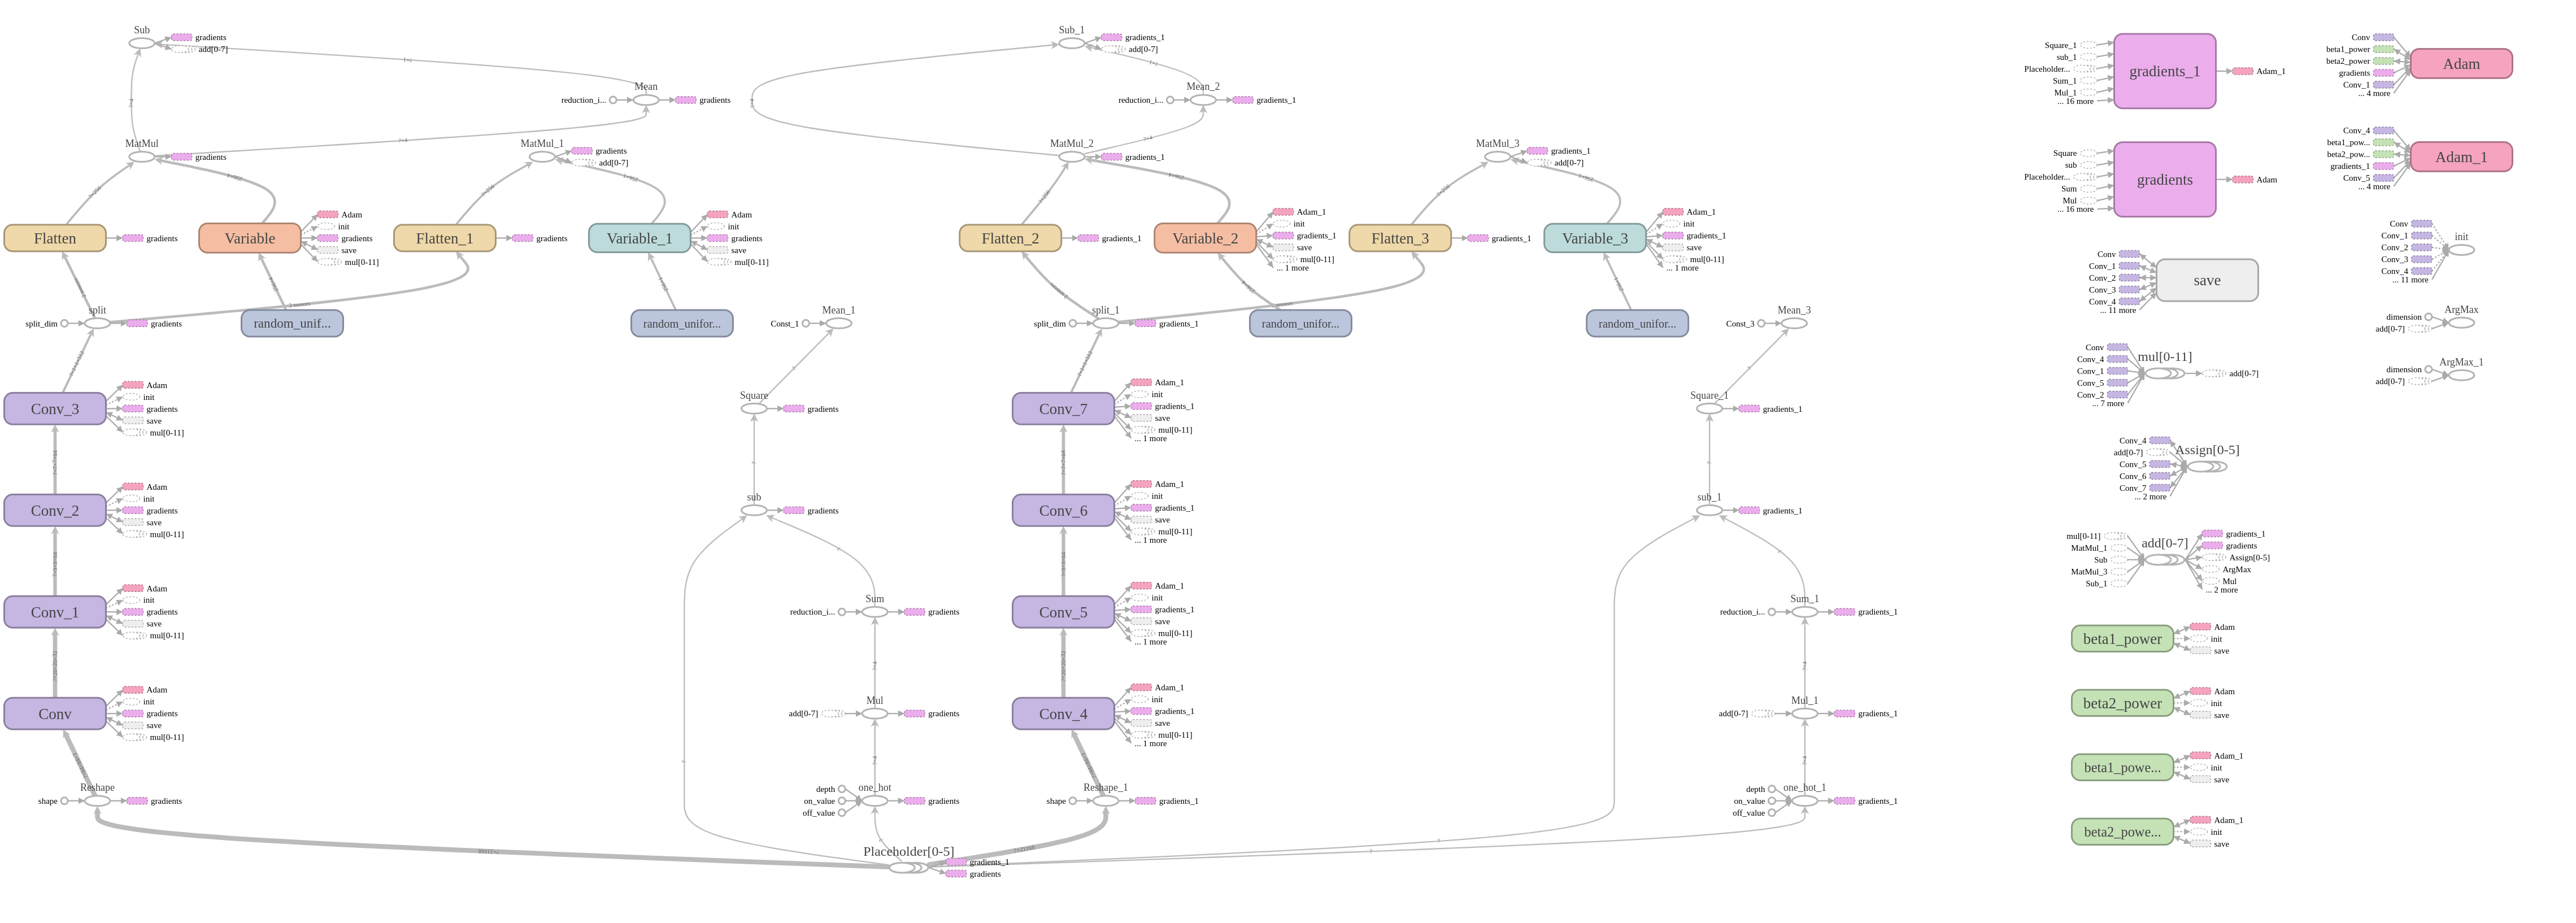 Sub
gradients
add[0-7]
Mean
reduction_i...
gradients
MatMul
gradients
MatMul_1
gradients
add[0-7]
Flatten
gradients
Variable
Adam
init
gradients
save
mul[0-11]
Flatten_1
gradients
Variable_1
Adam
init
gradients
save
mul[0-11]
split
split_dim
gradients
random_unif...
random_unifor...
Mean_1
Const_1
Conv_3
Adam
init
gradients
save
mul[0-11]
Square
gradients
Conv_2
Adam
init
gradients
save
mul[0-11]
sub
gradients
Conv_1
Adam
init
gradients
save
mul[0-11]
Sum
reduction_i...
gradients
Conv
Adam
init
gradients
save
mul[0-11]
Mul
add[0-7]
gradients
Reshape
shape
gradients
one_hot
depth
on_value
off_value
gradients
Placeholder[0-5]
gradients_1
gradients
Sub_1
gradients_1
add[0-7]
Mean_2
reduction_i...
gradients_1
MatMul_2
gradients_1
MatMul_3
gradients_1
add[0-7]
Flatten_2
gradients_1
Variable_2
Adam_1
init
gradients_1
save
mul[0-11]
... 1 more
Flatten_3
gradients_1
Variable_3
Adam_1
init
gradients_1
save
mul[0-11]
... 1 more
split_1
split_dim
gradients_1
random_unifor...
random_unifor...
Mean_3
Const_3
Conv_7
Adam_1
init
gradients_1
save
mul[0-11]
... 1 more
Square_1
gradients_1
Conv_6
Adam_1
init
gradients_1
save
mul[0-11]
... 1 more
sub_1
gradients_1
Conv_5
Adam_1
init
gradients_1
save
mul[0-11]
... 1 more
Sum_1
reduction_i...
gradients_1
Conv_4
Adam_1
init
gradients_1
save
mul[0-11]
... 1 more
Mul_1
add[0-7]
gradients_1
Reshape_1
shape
gradients_1
one_hot_1
depth
on_value
off_value
gradients_1
Square_1
sub_1
Placeholder...
Sum_1
Mul_1
... 16 more
gradients_1
Adam_1
Square
sub
Placeholder...
Sum
Mul
... 16 more
gradients
Adam
Conv
Conv_1
Conv_2
Conv_3
Conv_4
... 11 more
save
Conv
Conv_4
Conv_1
Conv_5
Conv_2
... 7 more
mul[0-11]
add[0-7]
Conv_4
add[0-7]
Conv_5
Conv_6
Conv_7
... 2 more
Assign[0-5]
mul[0-11]
MatMul_1
Sub
MatMul_3
Sub_1
add[0-7]
gradients_1
gradients
Assign[0-5]
ArgMax
Mul
... 2 more
beta1_power
Adam
init
save
beta2_power
Adam
init
save
beta1_powe...
Adam_1
init
save
beta2_powe...
Adam_1
init
save
Conv
beta1_power
beta2_power
gradients
Conv_1
... 4 more
Adam
Conv_4
beta1_pow...
beta2_pow...
gradients_1
Conv_5
... 4 more
Adam_1
Conv
Conv_1
Conv_2
Conv_3
Conv_4
... 11 more
init
ArgMax
dimension
add[0-7]
ArgMax_1
dimension
add[0-7]